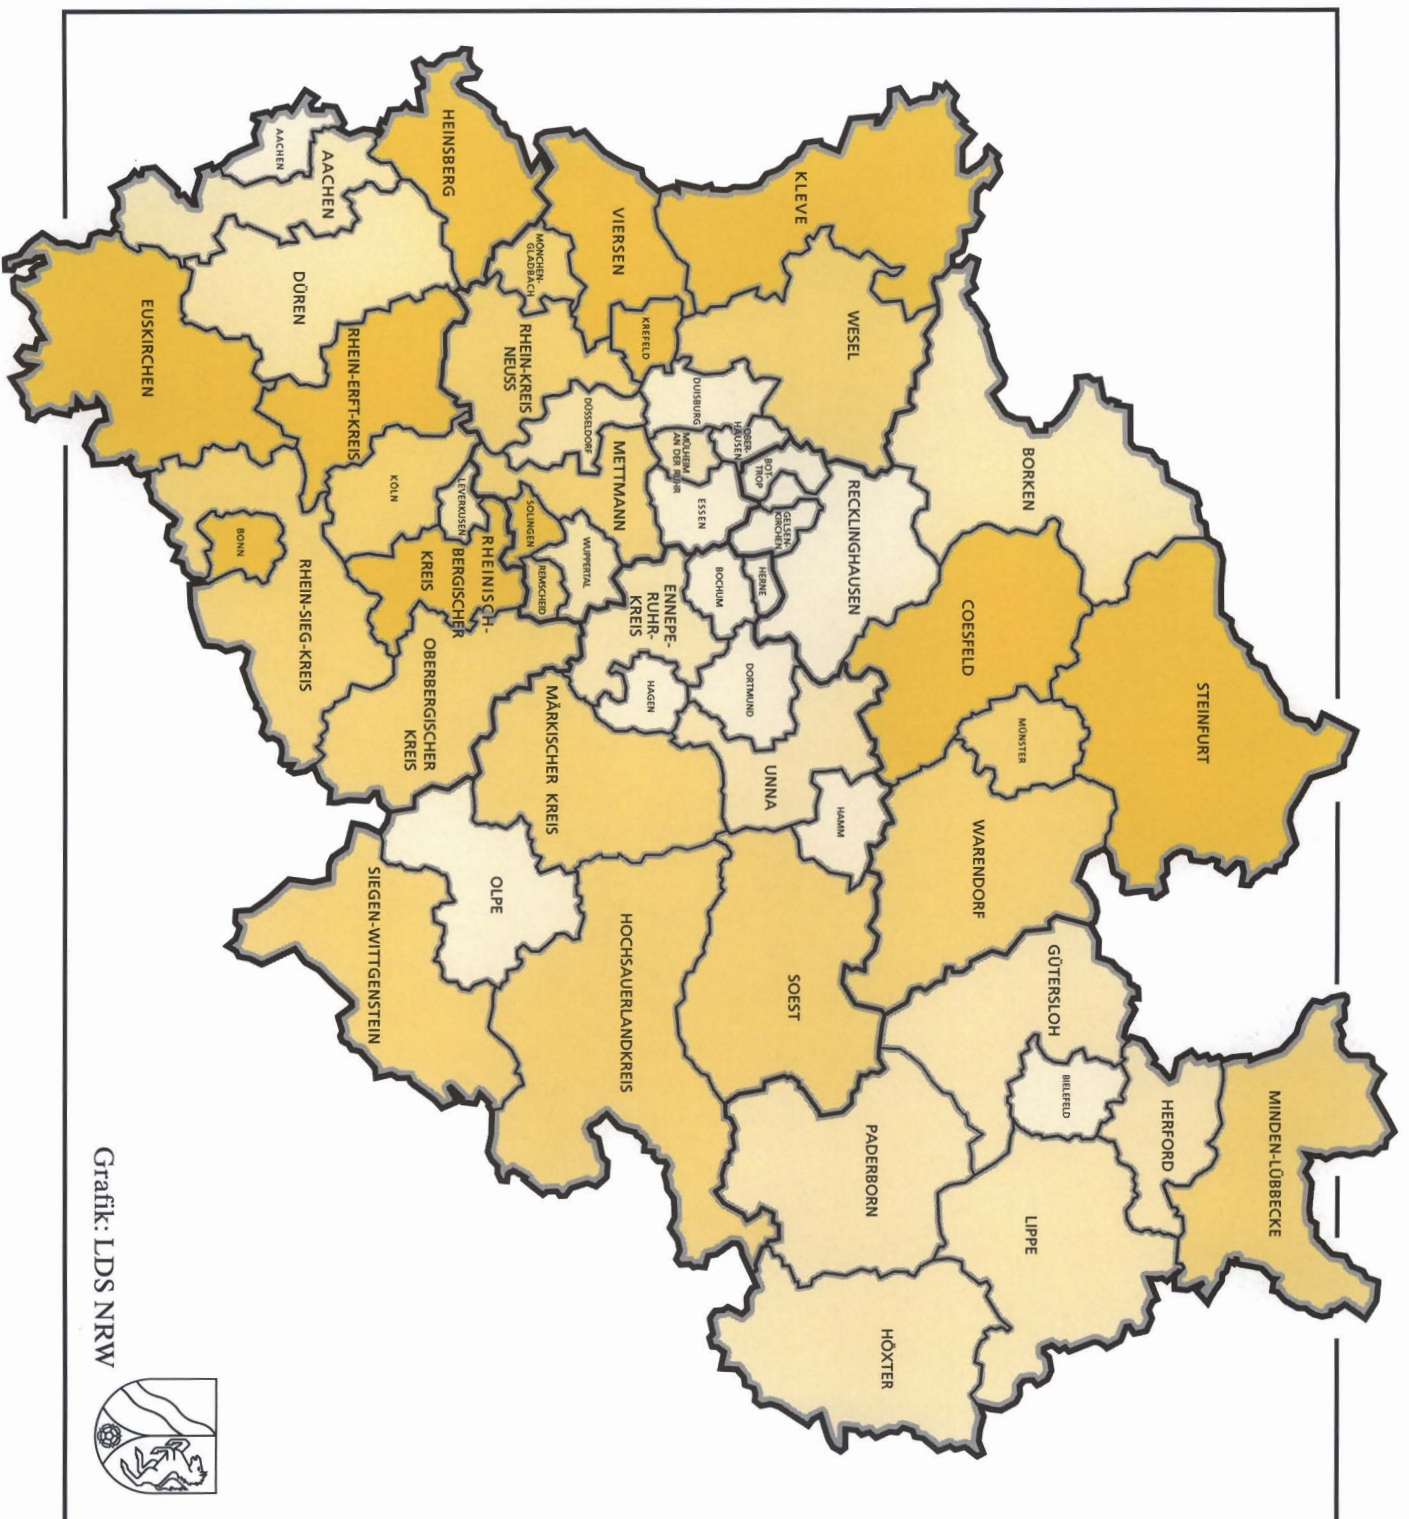 STEINFURT
MINDEN-LÜBBECKE
BORKEN
COESFELD
MÜNSTER
WARENDORF
GÜTERSLOH
BIELEFELD
HERFORD
LIPPE
KLEVE
WESEL
RECKLINGHAUSEN
UNNA
HAMM
SOEST
PADERBORN
HÖXTER
VIERSEN
KREFELD
DUISBURG
OBER-
HAUSEN
BOT-
TROP
GELSEN-
KIRCHEN
MÜLHEIM
AN DER RUHR
ESSEN
BOCHUM
HERNE
DORTMUND
ENNEPE-
RUHR-
KREIS
HAGEN
MÄRKISCHER KREIS
HOCHSAUERLANDKREIS
HEINSBERG
MÖNCHEN-
GLADBACH
RHEIN-KREIS
NEUSS
DÜSSELDORF
METTMANN
WUPPERTAL
SOLINGEN
REMSCHEID
LEVERKUSEN
RHEINISCH-
BERGISCHER
KREIS
OBERBERGISCHER
KREIS
OLPE
SIEGEN-WITTGENSTEIN
AACHEN
AACHEN
DÜREN
RHEIN-ERFT-KREIS
KÖLN
EUSKIRCHEN
BONN
RHEIN-SIEG-KREIS
Grafik: LDS NRW